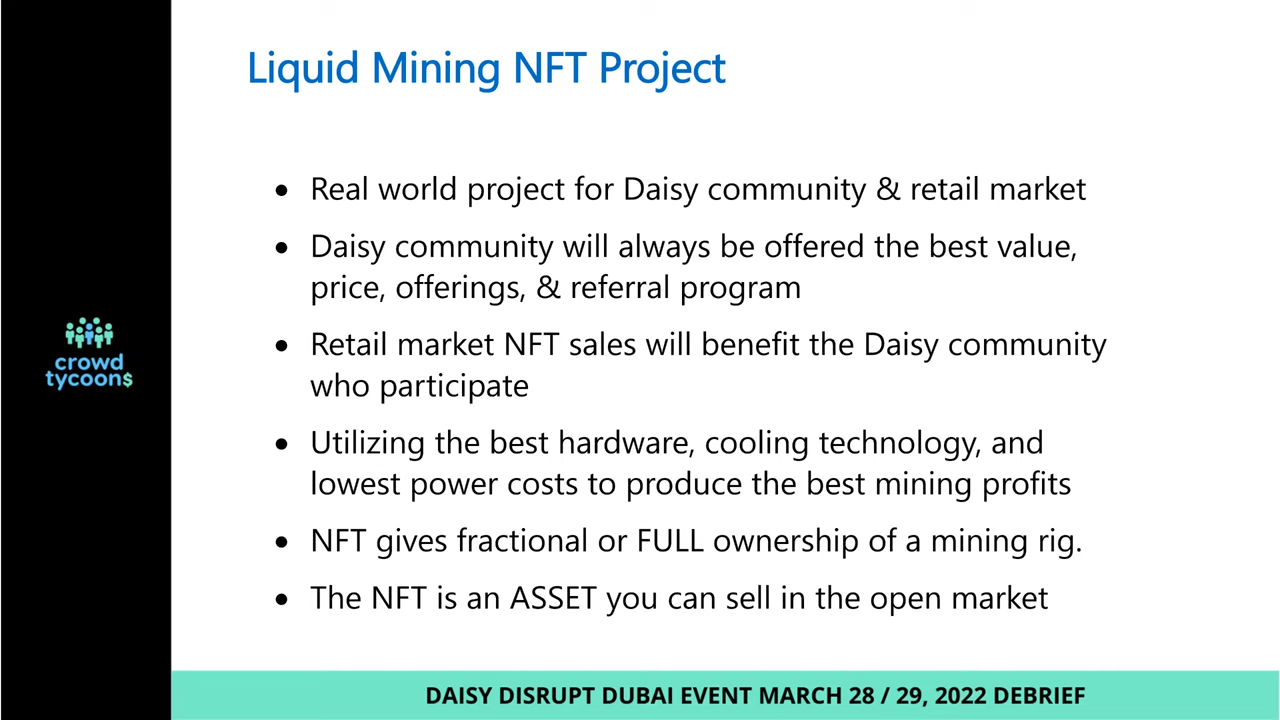 Liquid Mining NFT Project
• Real world project for Daisy community & retail market
• Daisy community will always be offered the best value,
price, offerings, & referral program
• Retail market NFT sales will benefit the Daisy community
who participate
• Utilizing the best hardware, cooling technology, and
lowest power costs to produce the best mining profits
• NFT gives fractional or FULL ownership of a mining rig.
• The NFT is an ASSET you can sell in the open market
crowd
tycoon$
DAISY DISRUPT DUBAI EVENT MARCH 28 / 29, 2022 DEBRIEF